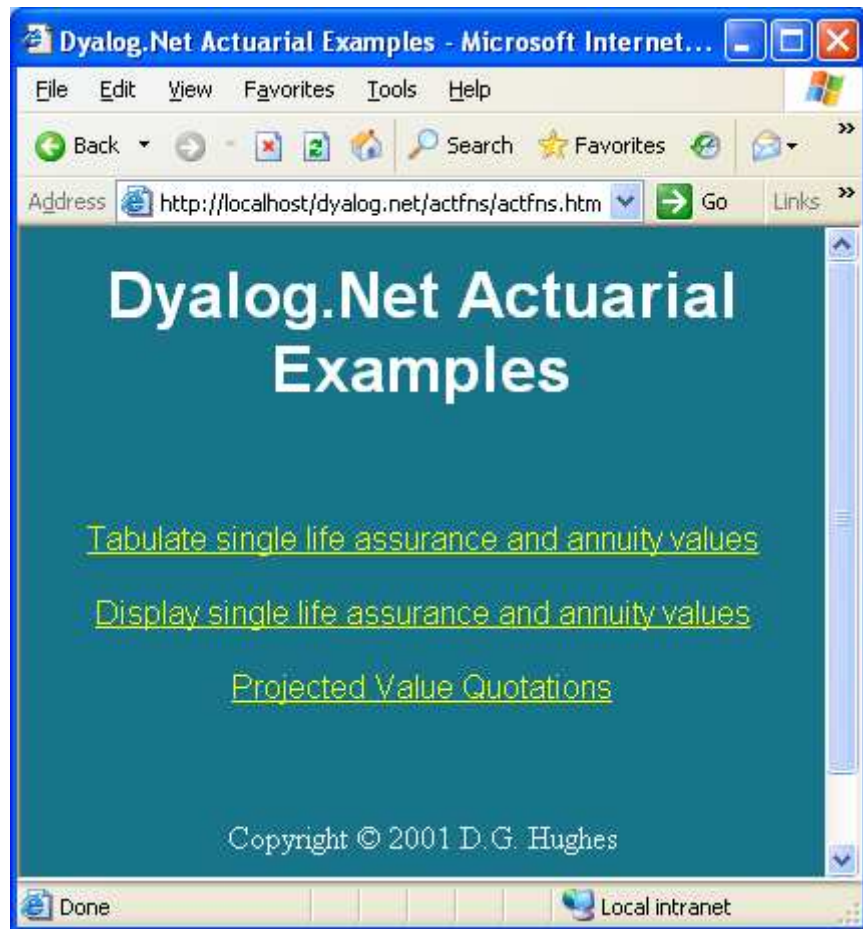 Dyalog.Net Actuarial Examples - Microsoft Internet...
File Edit View Favorites Tools Help
Back Search Favorites »
Address http://localhost/dyalog.net/actfns/actfns.htm Go Links »
Dyalog.Net Actuarial
Examples
Tabulate single life assurance and annuity values
Display single life assurance and annuity values
Projected Value Quotations
Copyright © 2001 D.G. Hughes
Done Local intranet